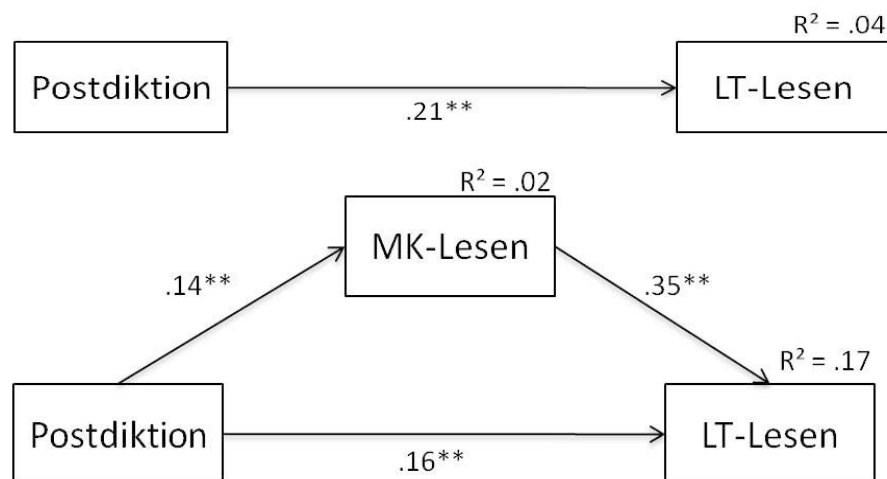 R² = .04
Postdiktion
LT-Lesen
.21**
R² = .02
MK-Lesen
.14**
.35**
R² = .17
Postdiktion
LT-Lesen
.16**